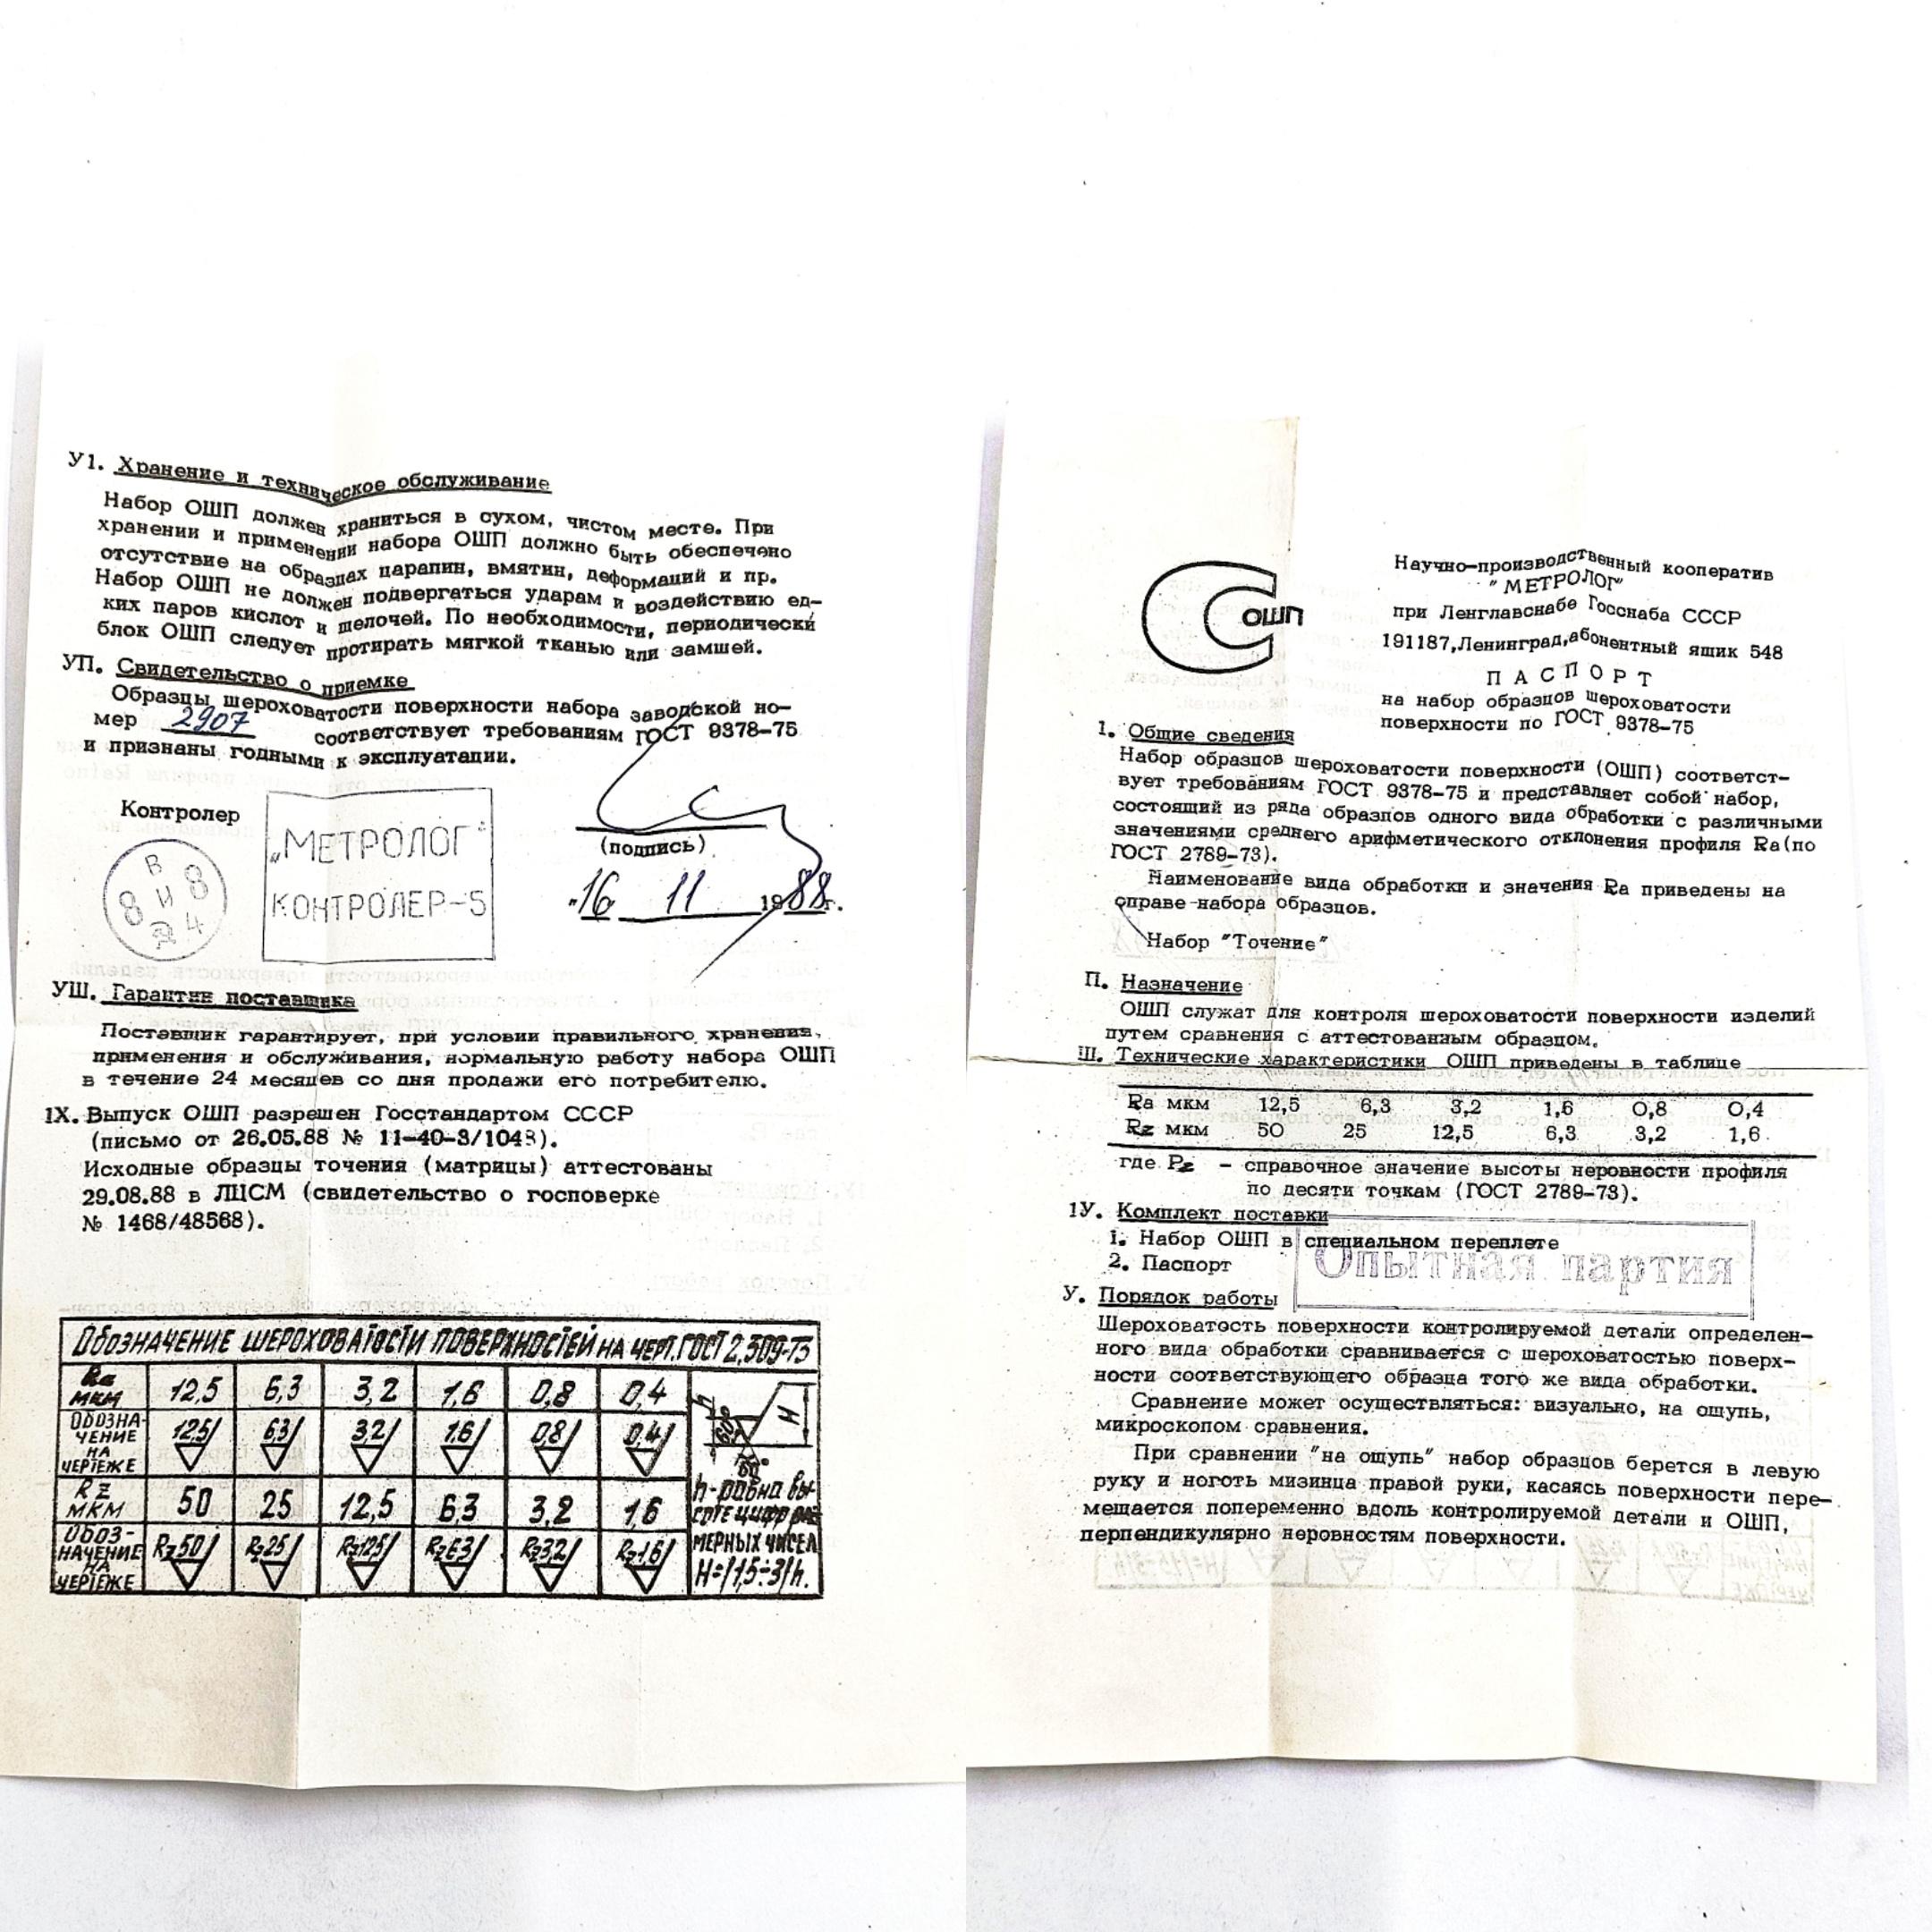 У1. Хранение и техническое обслуживание
Набор ОШП должен храниться в сухом, чистом месте. При
хранении и применении набора ОШП должно быть обеспечено
отсутствие на образцах царапин, вмятин, деформаций и пр.
Набор ОШП не должен подвергаться ударам и воздействию ед-
ких паров кислот и щелочей. По необходимости, периодически
блок ОШП следует протирать мягкой тканью или замшей.
УП. Свидетельство о приемке
Образцы шероховатости поверхности набора заводской но-
мер 2907 соответствует требованиям ГОСТ 9378-75
и признаны годными к эксплуатации.
Контролер
"МЕТРОЛОГ"
КОНТРОЛЕР-5
В
8 И 8
4
(подпись)
"16 11 1988г.
УШ. Гарантии поставщика
Поставщик гарантирует, при условии правильного хранения,
применения и обслуживания, нормальную работу набора ОШП
в течение 24 месяцев со дня продажи его потребителю.
1Х. Выпуск ОШП разрешен Госстандартом СССР
(письмо от 26.05.88 № 11-40-3/1043).
Исходные образцы точения (матрицы) аттестованы
29.08.88 в ЛЦСМ (свидетельство о госповерке
№ 1468/48568).
ОБОЗНАЧЕНИЕ ШЕРОХОВАТОСТИ ПОВЕРХНОСТЕЙ НА ЧЕРТ. ГОСТ 2.309-73
Ra МКМ 12,5 6,3 3,2 1,6 0,8 0,4
ОБОЗНА-
ЧЕНИЕ
НА
ЧЕРТЕЖЕ
12,5 6,3 3,2 1,6 0,8 0,4
Rz МКМ 50 25 12,5 6,3 3,2 1,6
ОБОЗ-
НАЧЕНИЕ
НА
ЧЕРТЕЖЕ
Rz50 Rz25 Rz12,5 Rz6,3 Rz3,2 Rz1,6
h H
60°
60°
h-равна вы-
соте цифр раз
МЕРНЫХ ЧИСЕЛ
H=(1,5÷3)h.
С ОШП
Научно-производственный кооператив
"МЕТРОЛОГ"
при Ленглавснабе Госснаба СССР
191187,Ленинград,абонентный ящик 548
П А С П О Р Т
на набор образцов шероховатости
поверхности по ГОСТ 9378-75
1. Общие сведения
Набор образцов шероховатости поверхности (ОШП) соответст-
вует требованиям ГОСТ 9378-75 и представляет собой набор,
состоящий из ряда образцов одного вида обработки с различными
значениями среднего арифметического отклонения профиля Ra(по
ГОСТ 2789-73).
Наименование вида обработки и значения Ra приведены на
оправе набора образцов.
Набор "Точение"
П. Назначение
ОШП служат для контроля шероховатости поверхности изделий
путем сравнения с аттестованным образцом.
Ш. Технические характеристики ОШП приведены в таблице
Ra мкм 12,5 6,3 3,2 1,6 0,8 0,4
Rz мкм 50 25 12,5 6,3 3,2 1,6
где Rz - справочное значение высоты неровности профиля
по десяти точкам (ГОСТ 2789-73).
1У. Комплект поставки
1. Набор ОШП в специальном переплете
2. Паспорт
Опытная партия
У. Порядок работы
Шероховатость поверхности контролируемой детали определен-
ного вида обработки сравнивается с шероховатостью поверх-
ности соответствующего образца того же вида обработки.
Сравнение может осуществляться: визуально, на ощупь,
микроскопом сравнения.
При сравнении "на ощупь" набор образцов берется в левую
руку и ноготь мизинца правой руки, касаясь поверхности пере-
мещается попеременно вдоль контролируемой детали и ОШП,
перпендикулярно неровностям поверхности.